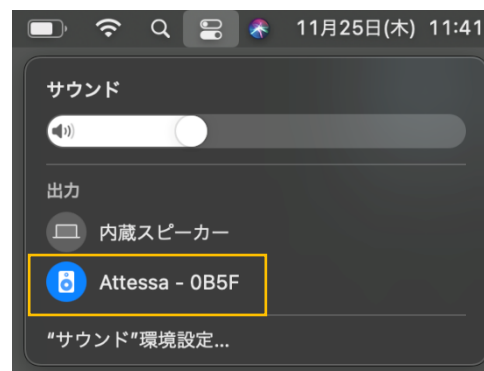 11月25日(木) 11:41
サウンド
出力
内蔵スピーカー
Attessa - 0B5F
“サウンド”環境設定...